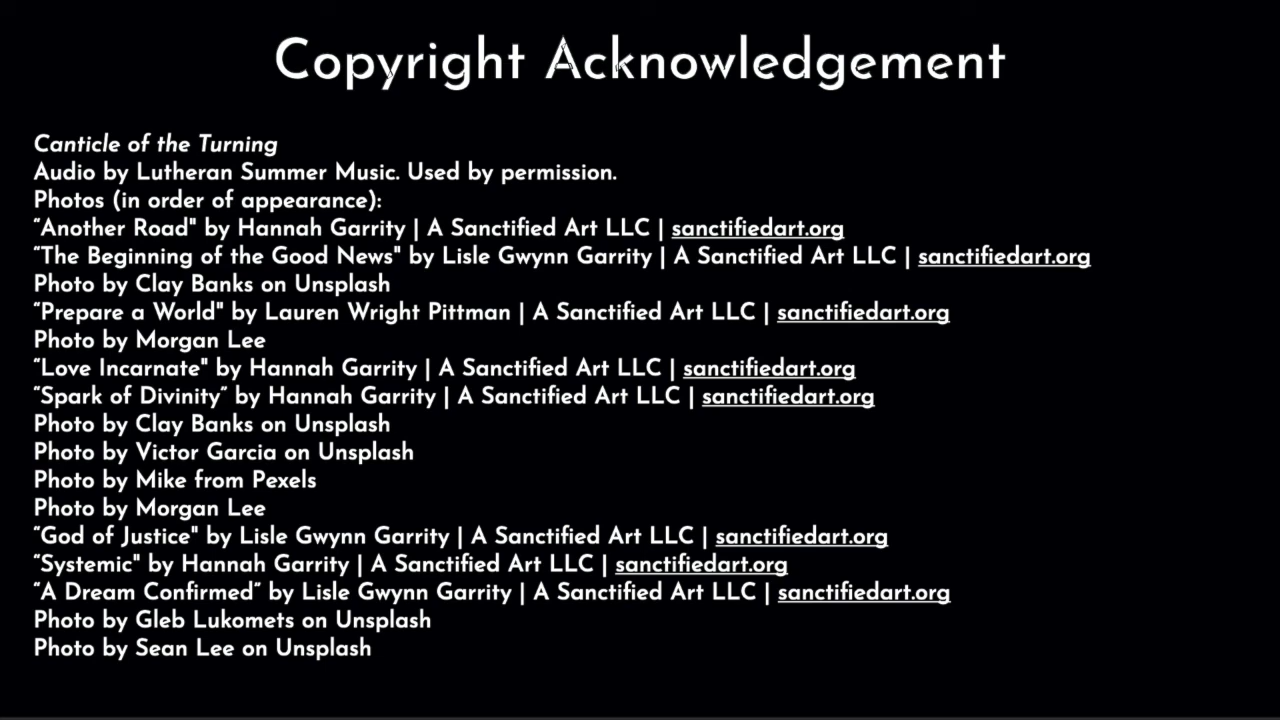 Copyright Acknowledgement
Canticle of the Turning
Audio by Lutheran Summer Music. Used by permission.
Photos (in order of appearance):
“Another Road" by Hannah Garrity | A Sanctified Art LLC | sanctifiedart.org
“The Beginning of the Good News" by Lisle Gwynn Garrity | A Sanctified Art LLC | sanctifiedart.org
Photo by Clay Banks on Unsplash
“Prepare a World" by Lauren Wright Pittman | A Sanctified Art LLC | sanctifiedart.org
Photo by Morgan Lee
“Love Incarnate" by Hannah Garrity | A Sanctified Art LLC | sanctifiedart.org
“Spark of Divinity” by Hannah Garrity | A Sanctified Art LLC | sanctifiedart.org
Photo by Clay Banks on Unsplash
Photo by Victor Garcia on Unsplash
Photo by Mike from Pexels
Photo by Morgan Lee
“God of Justice" by Lisle Gwynn Garrity | A Sanctified Art LLC | sanctifiedart.org
“Systemic" by Hannah Garrity | A Sanctified Art LLC | sanctifiedart.org
“A Dream Confirmed” by Lisle Gwynn Garrity | A Sanctified Art LLC | sanctifiedart.org
Photo by Gleb Lukomets on Unsplash
Photo by Sean Lee on Unsplash